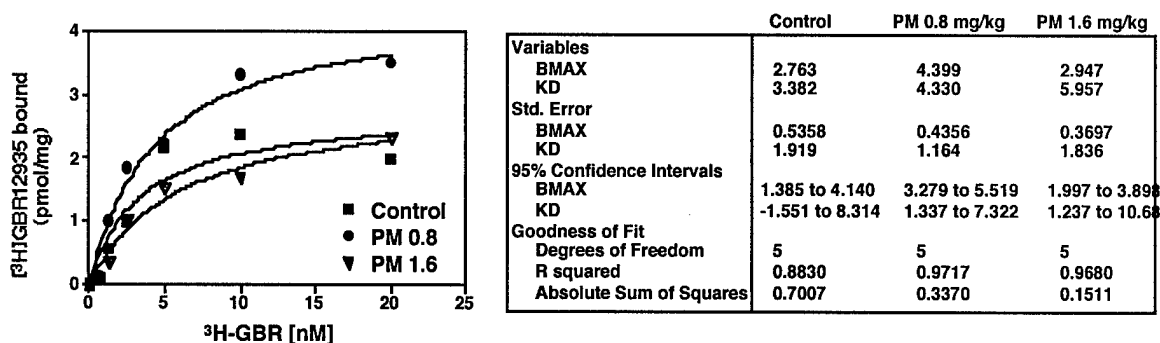 [3H]GBR12935 bound
(pmol/mg)
4
3
2
1
0
0 5 10 15 20 25
³H-GBR [nM]
Control
PM 0.8
PM 1.6
Control PM 0.8 mg/kg PM 1.6 mg/kg
Variables
BMAX 2.763 4.399 2.947
KD 3.382 4.330 5.957
Std. Error
BMAX 0.5358 0.4356 0.3697
KD 1.919 1.164 1.836
95% Confidence Intervals
BMAX 1.385 to 4.140 3.279 to 5.519 1.997 to 3.898
KD -1.551 to 8.314 1.337 to 7.322 1.237 to 10.68
Goodness of Fit
Degrees of Freedom 5 5 5
R squared 0.8830 0.9717 0.9680
Absolute Sum of Squares 0.7007 0.3370 0.1511